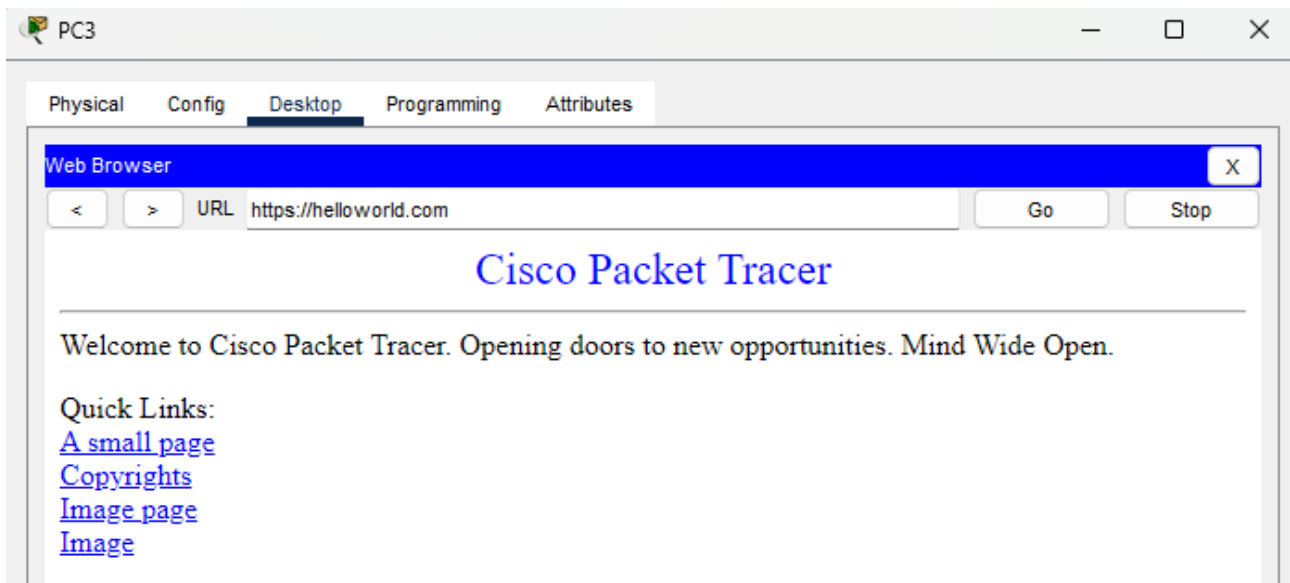 PC3
Physical Config Desktop Programming Attributes
Web Browser X
< > URL https://helloworld.com Go Stop
Cisco Packet Tracer
Welcome to Cisco Packet Tracer. Opening doors to new opportunities. Mind Wide Open.
Quick Links:
A small page
Copyrights
Image page
Image